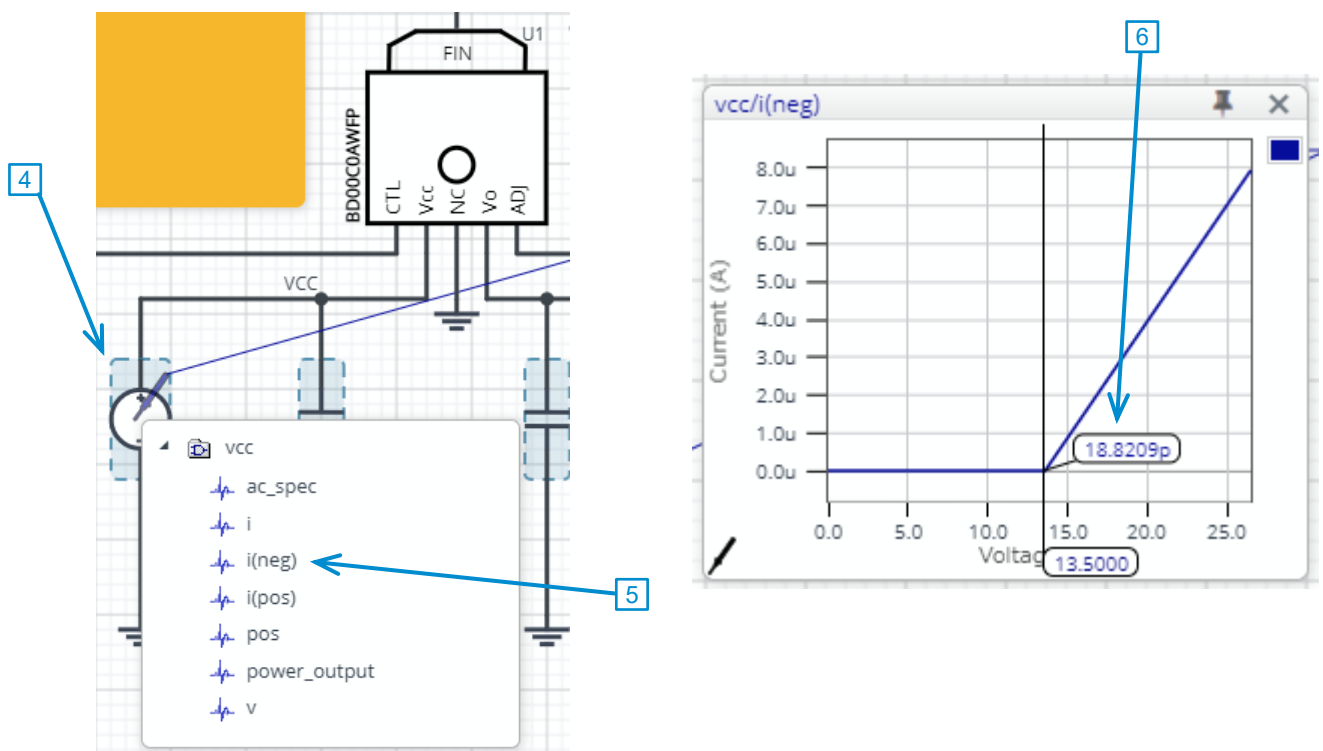 4
FIN
U1
BD00C0AWFP
CTL
Vcc
NC
Vo
ADJ
VCC
vcc
ac_spec
i
i(neg)
i(pos)
pos
power_output
v
5
6
vcc/i(neg)
Current (A)
8.0u
7.0u
6.0u
5.0u
4.0u
3.0u
2.0u
1.0u
0.0u
18.8209p
0.0 5.0 10.0 15.0 20.0 25.0
Voltag
13.5000